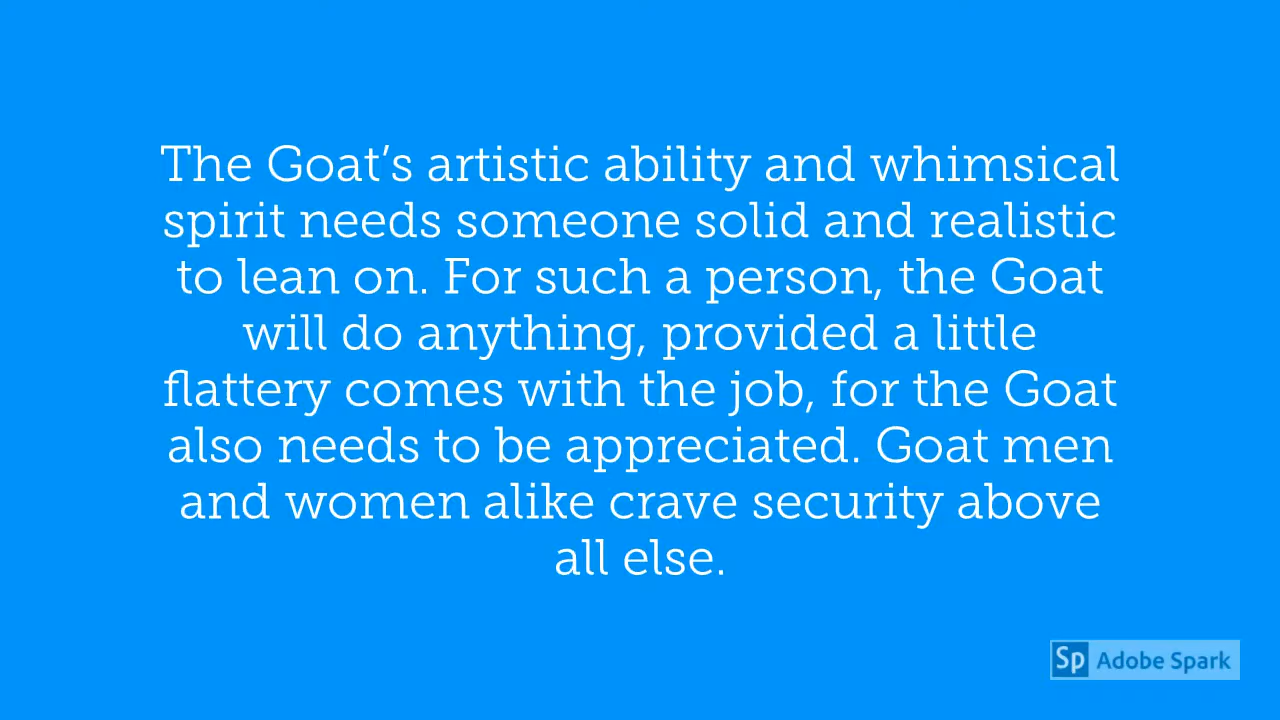 The Goat’s artistic ability and whimsical
spirit needs someone solid and realistic
to lean on. For such a person, the Goat
will do anything, provided a little
flattery comes with the job, for the Goat
also needs to be appreciated. Goat men
and women alike crave security above
all else.
Sp Adobe Spark